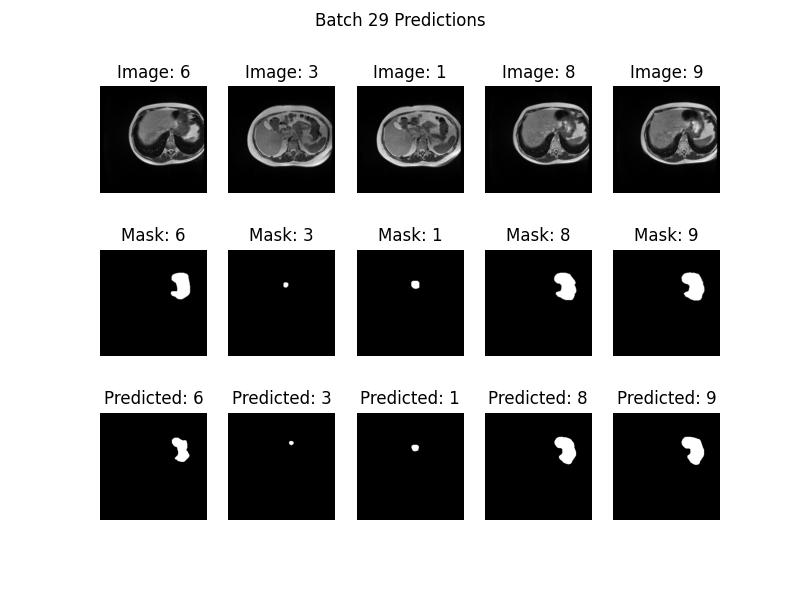 Batch 29 Predictions
Image: 6
Image: 3
Image: 1
Image: 8
Image: 9
Mask: 6
Mask: 3
Mask: 1
Mask: 8
Mask: 9
Predicted: 6
Predicted: 3
Predicted: 1
Predicted: 8
Predicted: 9